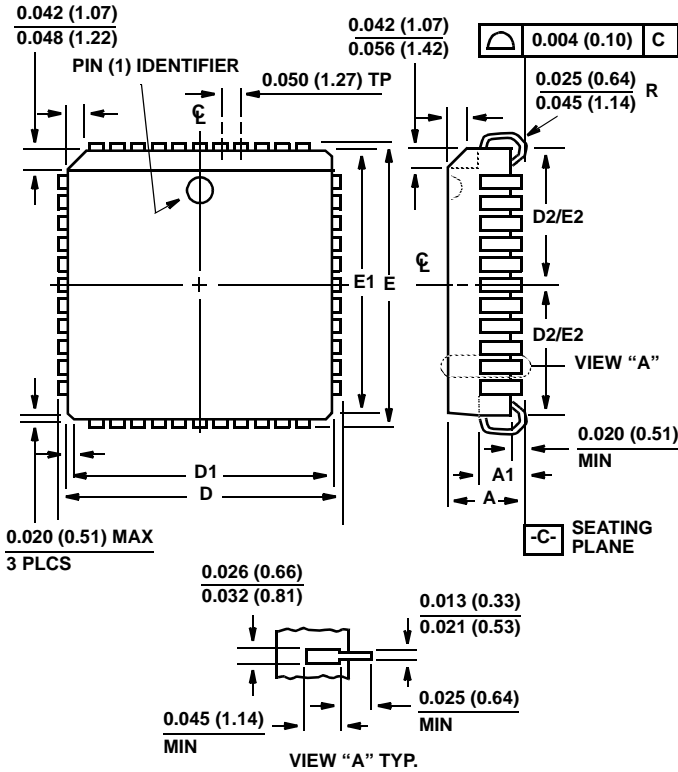 0.042 (1.07)
0.048 (1.22)
PIN (1) IDENTIFIER
0.050 (1.27) TP
0.042 (1.07)
0.056 (1.42)
0.004 (0.10) C
0.025 (0.64)
0.045 (1.14)
R
℄
D2/E2
℄
E1 E
D2/E2
VIEW “A”
D1
D
0.020 (0.51) MAX
3 PLCS
A1
A
0.020 (0.51)
MIN
-C- SEATING
PLANE
0.026 (0.66)
0.032 (0.81)
0.013 (0.33)
0.021 (0.53)
0.045 (1.14)
MIN
0.025 (0.64)
MIN
VIEW “A” TYP.